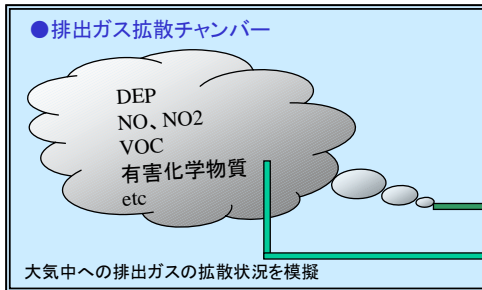 ●排出ガス拡散チャンバー
DEP
NO、NO2
VOC
有害化学物質
etc
大気中への排出ガスの拡散状況を模擬